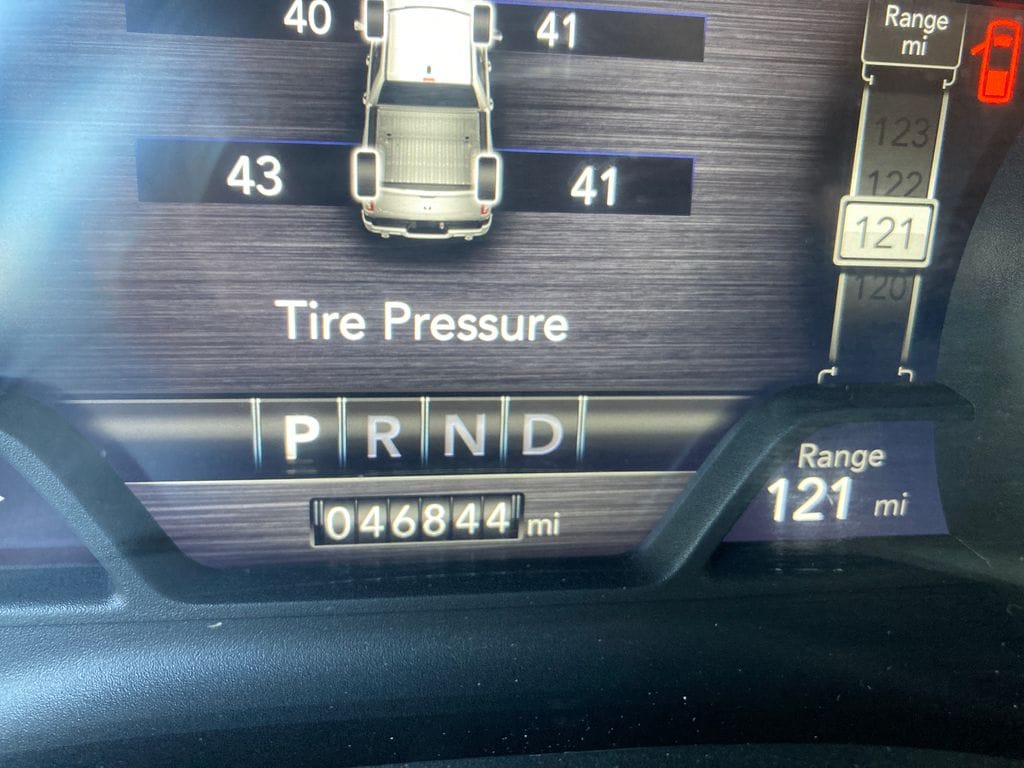 40 41
Range
mi
123
122
43 41
121
120
Tire Pressure
P R N D
Range
121 mi
046844 mi